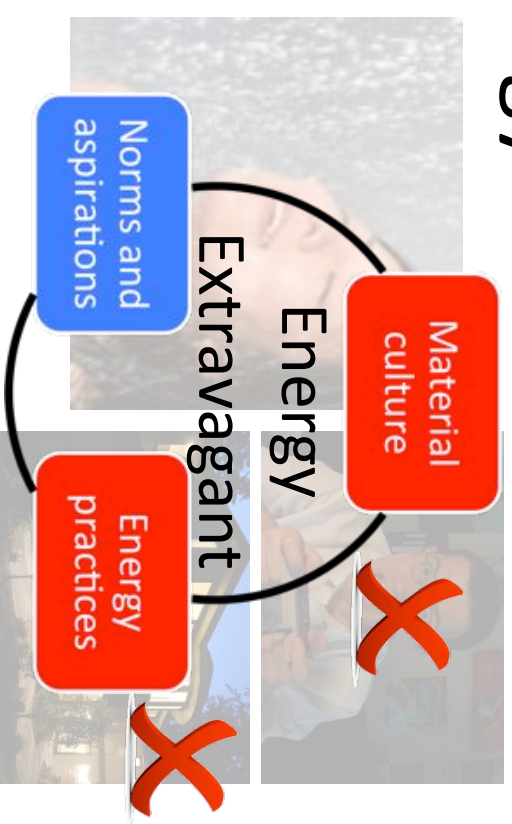 Material
culture
Energy
Extravagant
Norms and
aspirations
Energy
practices